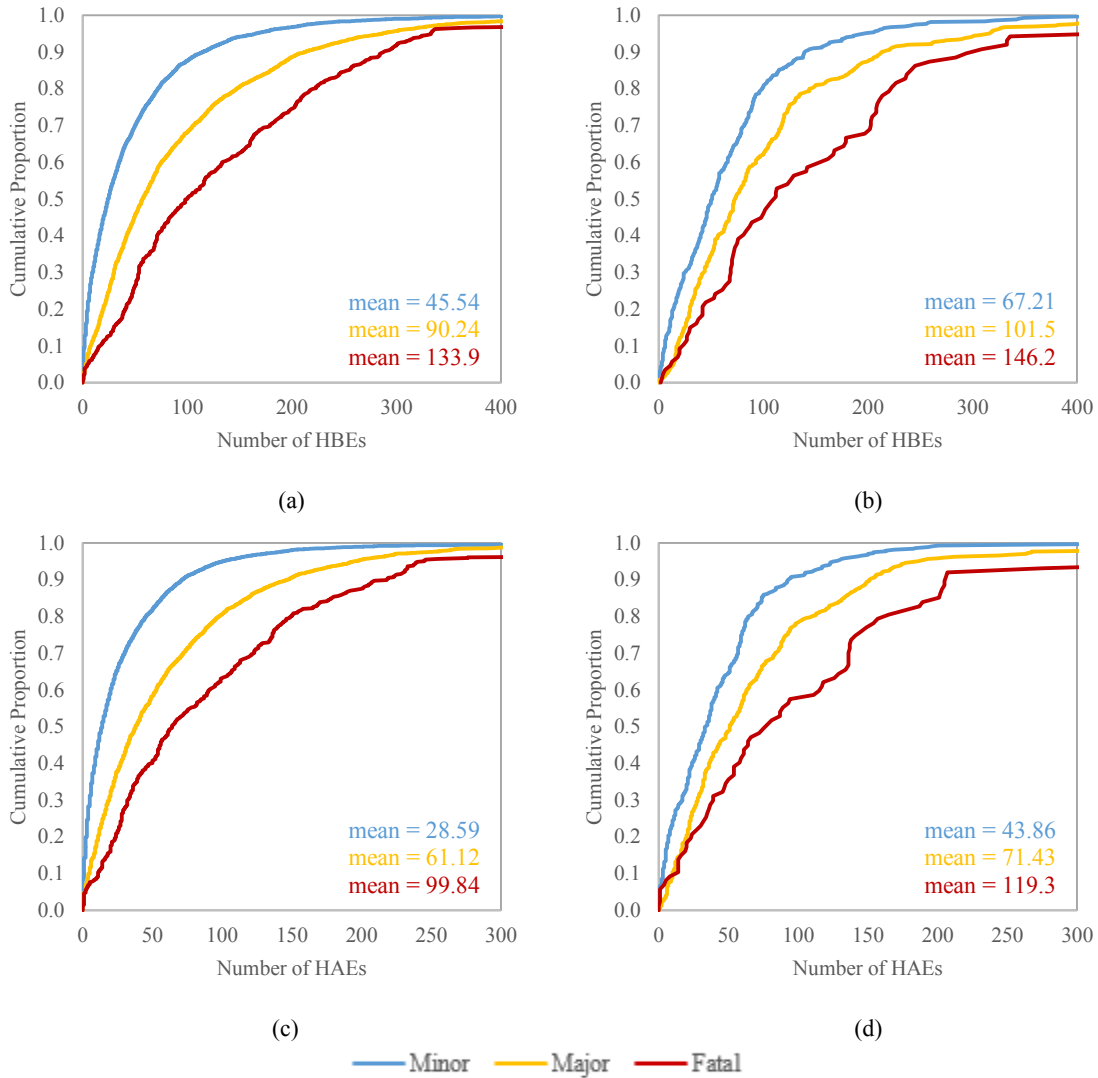 1.0
0.9
0.8
0.7
0.6
0.5
0.4
0.3
0.2
0.1
0.0
Cumulative Proportion
mean = 45.54
mean = 90.24
mean = 133.9
0 100 200 300 400
Number of HBEs
(a)
1.0
0.9
0.8
0.7
0.6
0.5
0.4
0.3
0.2
0.1
0.0
Cumulative Proportion
mean = 67.21
mean = 101.5
mean = 146.2
0 100 200 300 400
Number of HBEs
(b)
1.0
0.9
0.8
0.7
0.6
0.5
0.4
0.3
0.2
0.1
0.0
Cumulative Proportion
mean = 28.59
mean = 61.12
mean = 99.84
0 50 100 150 200 250 300
Number of HAEs
(c)
1.0
0.9
0.8
0.7
0.6
0.5
0.4
0.3
0.2
0.1
0.0
Cumulative Proportion
mean = 43.86
mean = 71.43
mean = 119.3
0 50 100 150 200 250 300
Number of HAEs
(d)
Minor Major Fatal